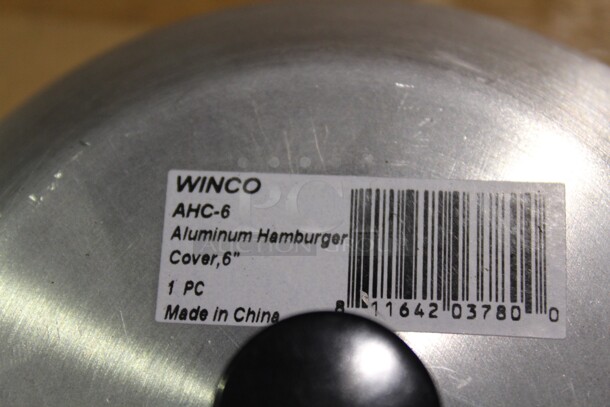 WINCO
AHC-6
Aluminum Hamburger
Cover,6"
1 PC
Made in China
8 11642 03780 0